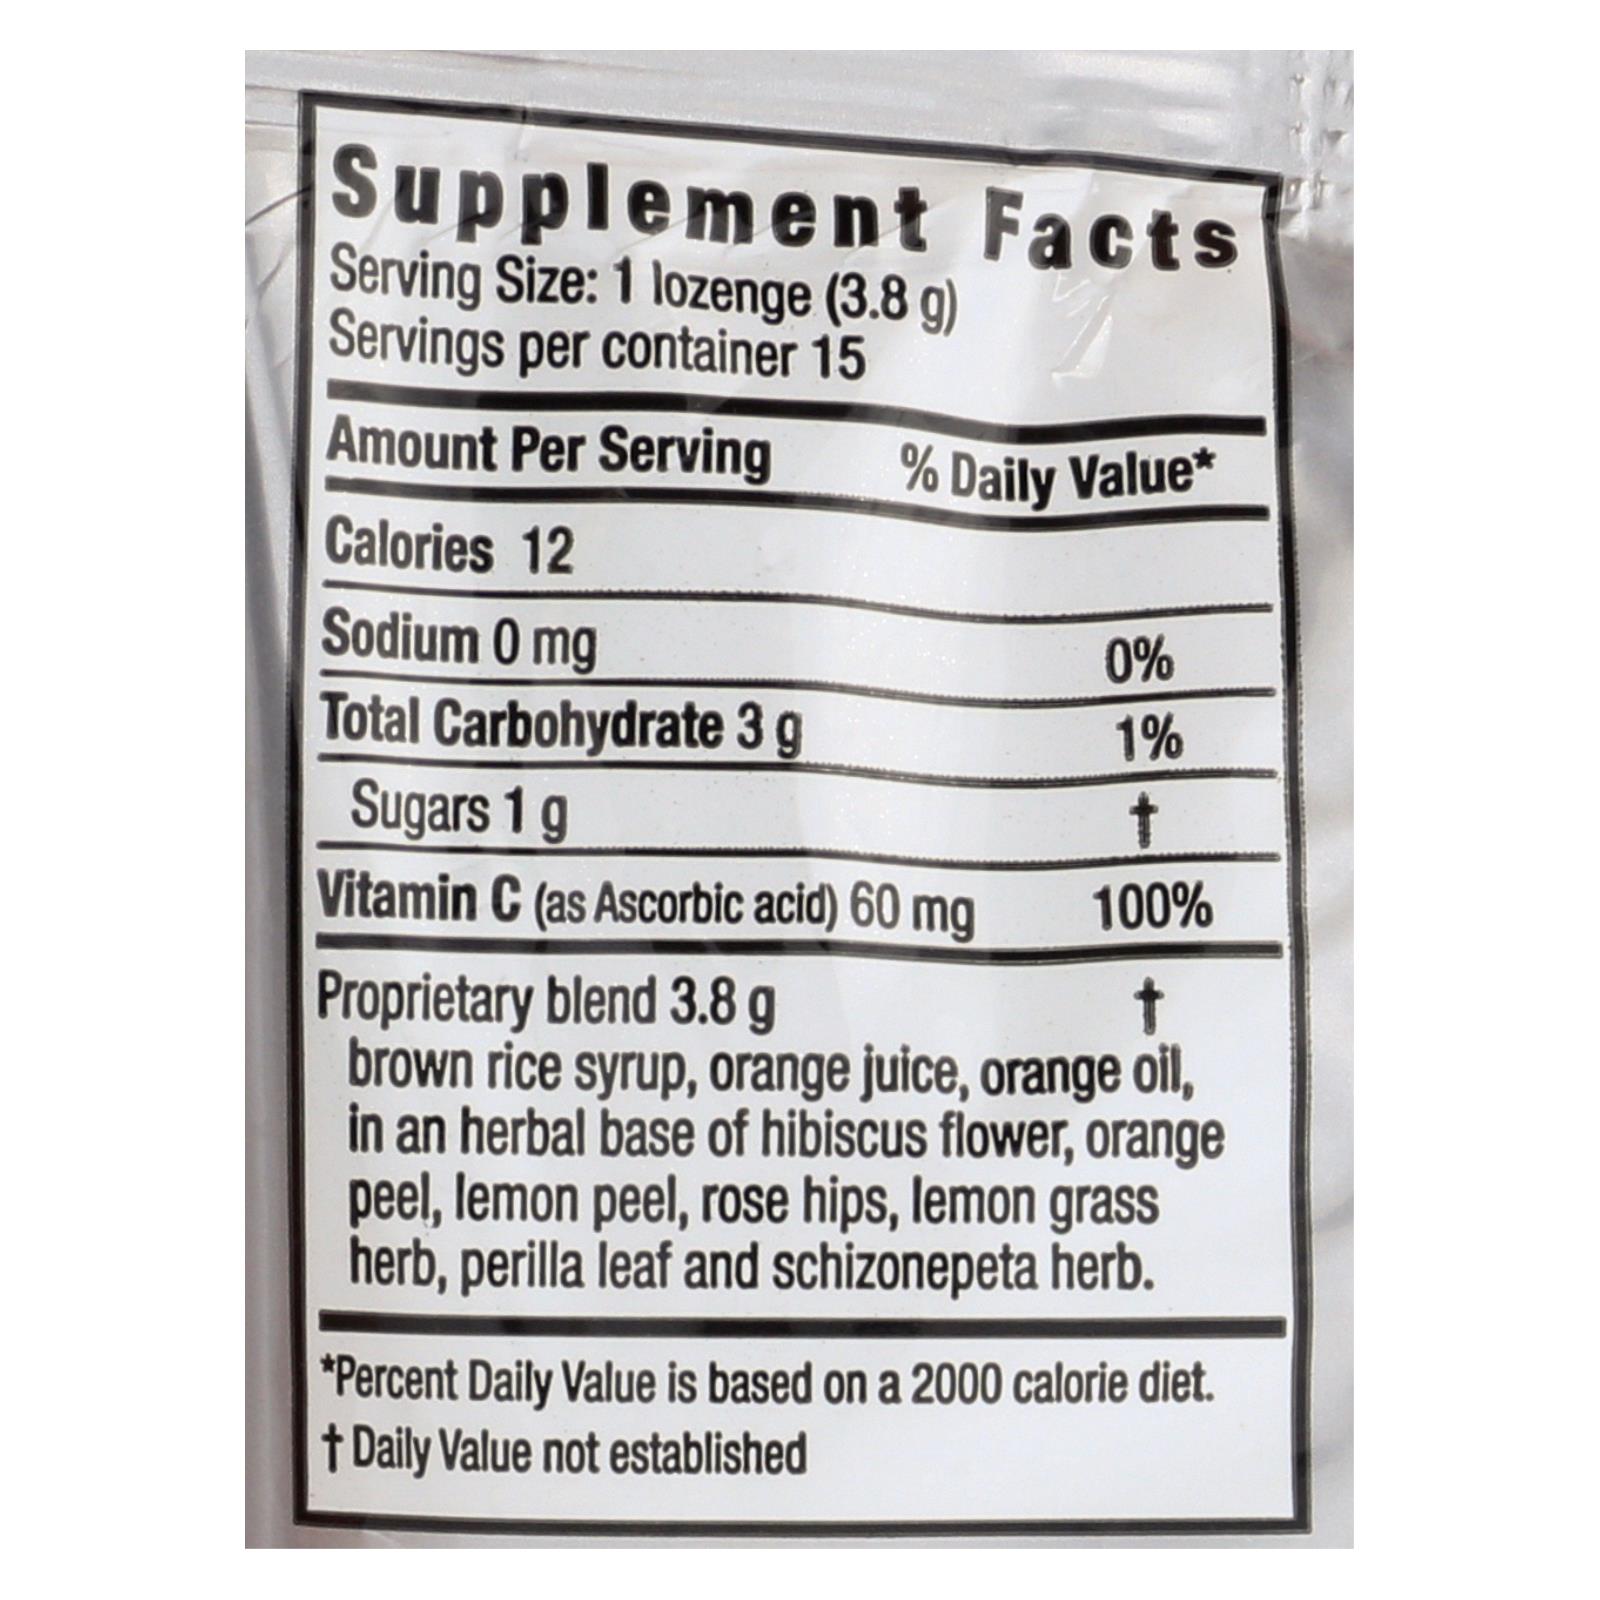 Supplement Facts
Serving Size: 1 lozenge (3.8 g)
Servings per container 15
Amount Per Serving % Daily Value*
Calories 12
Sodium 0 mg 0%
Total Carbohydrate 3 g 1%
Sugars 1 g †
Vitamin C (as Ascorbic acid) 60 mg 100%
Proprietary blend 3.8 g †
brown rice syrup, orange juice, orange oil,
in an herbal base of hibiscus flower, orange
peel, lemon peel, rose hips, lemon grass
herb, perilla leaf and schizonepeta herb.
*Percent Daily Value is based on a 2000 calorie diet.
† Daily Value not established